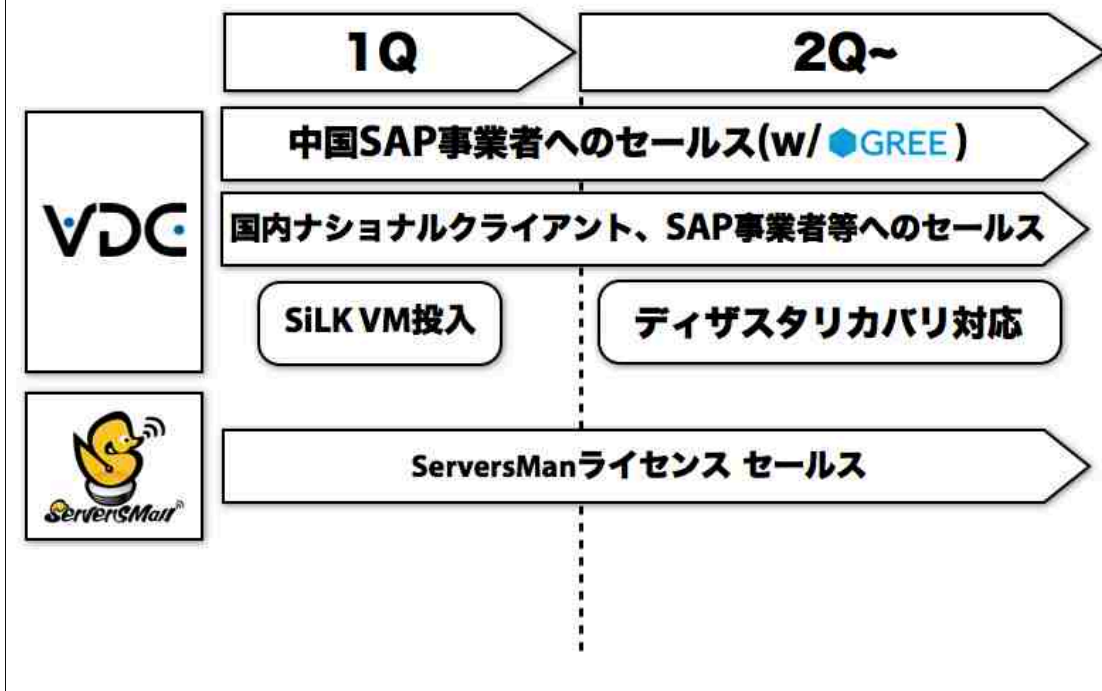 1Q
2Q~
VDC
中国SAP事業者へのセールス(w/ GREE )
国内ナショナルクライアント、SAP事業者等へのセールス
SiLK VM投入
ディザスタリカバリ対応
ServersMan
ServersManライセンス セールス